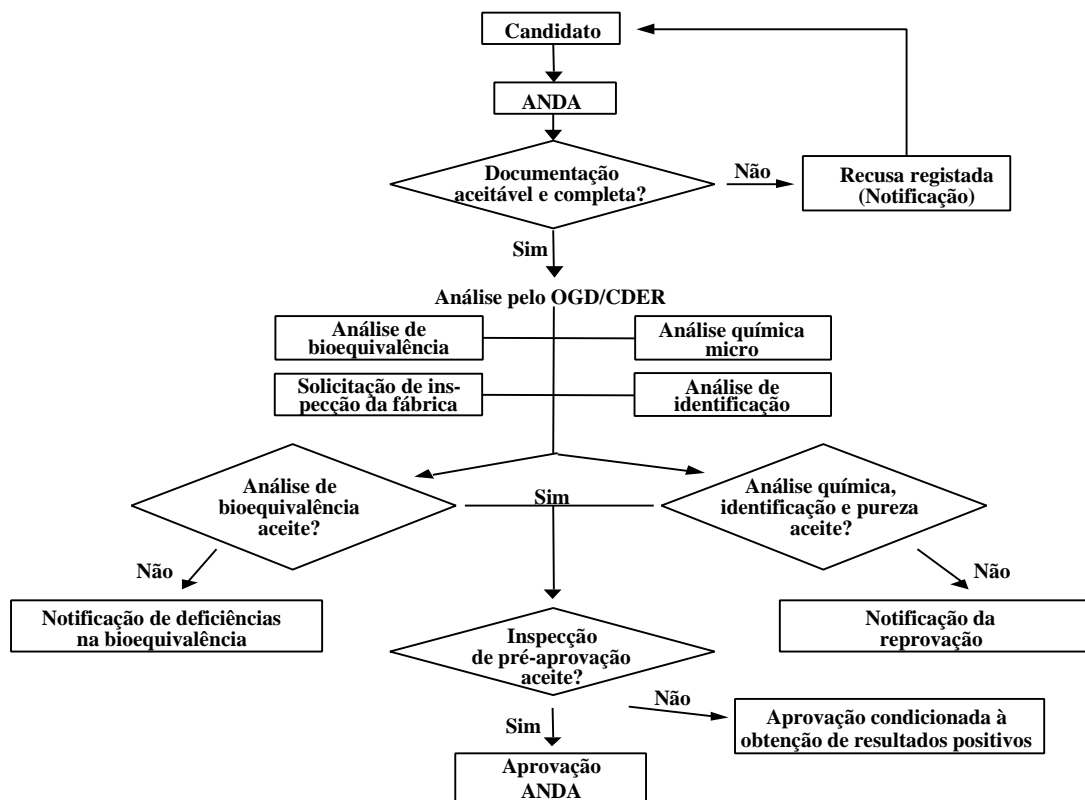 Candidato
ANDA
Documentação
aceitável e completa?
Não
Recusa registada
(Notificação)
Sim
Análise pelo OGD/CDER
Análise de
bioequivalência
Análise química
micro
Solicitação de ins-
pecção da fábrica
Análise de
identificação
Análise de
bioequivalência
aceite?
Sim
Análise química,
identificação e pureza
aceite?
Não
Não
Notificação de deficiências
na bioequivalência
Inspecção
de pré-aprovação
aceite?
Notificação da
reprovação
Não
Sim
Aprovação condicionada à
obtenção de resultados positivos
Aprovação
ANDA